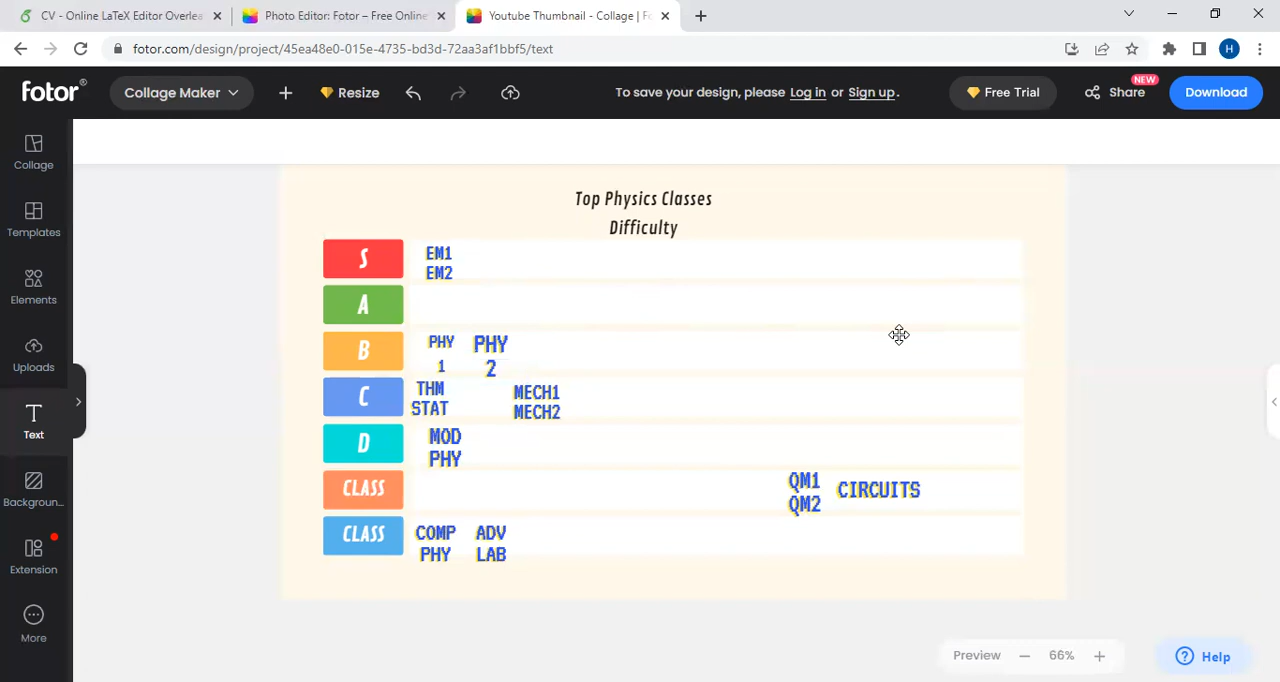 CV - Online LaTeX Editor Overlea
Photo Editor: Fotor – Free Online
Youtube Thumbnail - Collage | Fo
fotor.com/design/project/45ea48e0-015e-4735-bd3d-72aa3af1bbf5/text
H
fotor®
Collage Maker
Resize
To save your design, please Log in or Sign up.
Free Trial
Share
NEW
Download
Collage
Templates
Elements
Uploads
Text
Backgroun...
Extension
More
Top Physics Classes
Difficulty
S
EM1
EM2
A
B
PHY
1
PHY
2
C
THM
STAT
MECH1
MECH2
D
MOD
PHY
CLASS
QM1
QM2
CIRCUITS
CLASS
COMP
PHY
ADV
LAB
Preview
66%
Help